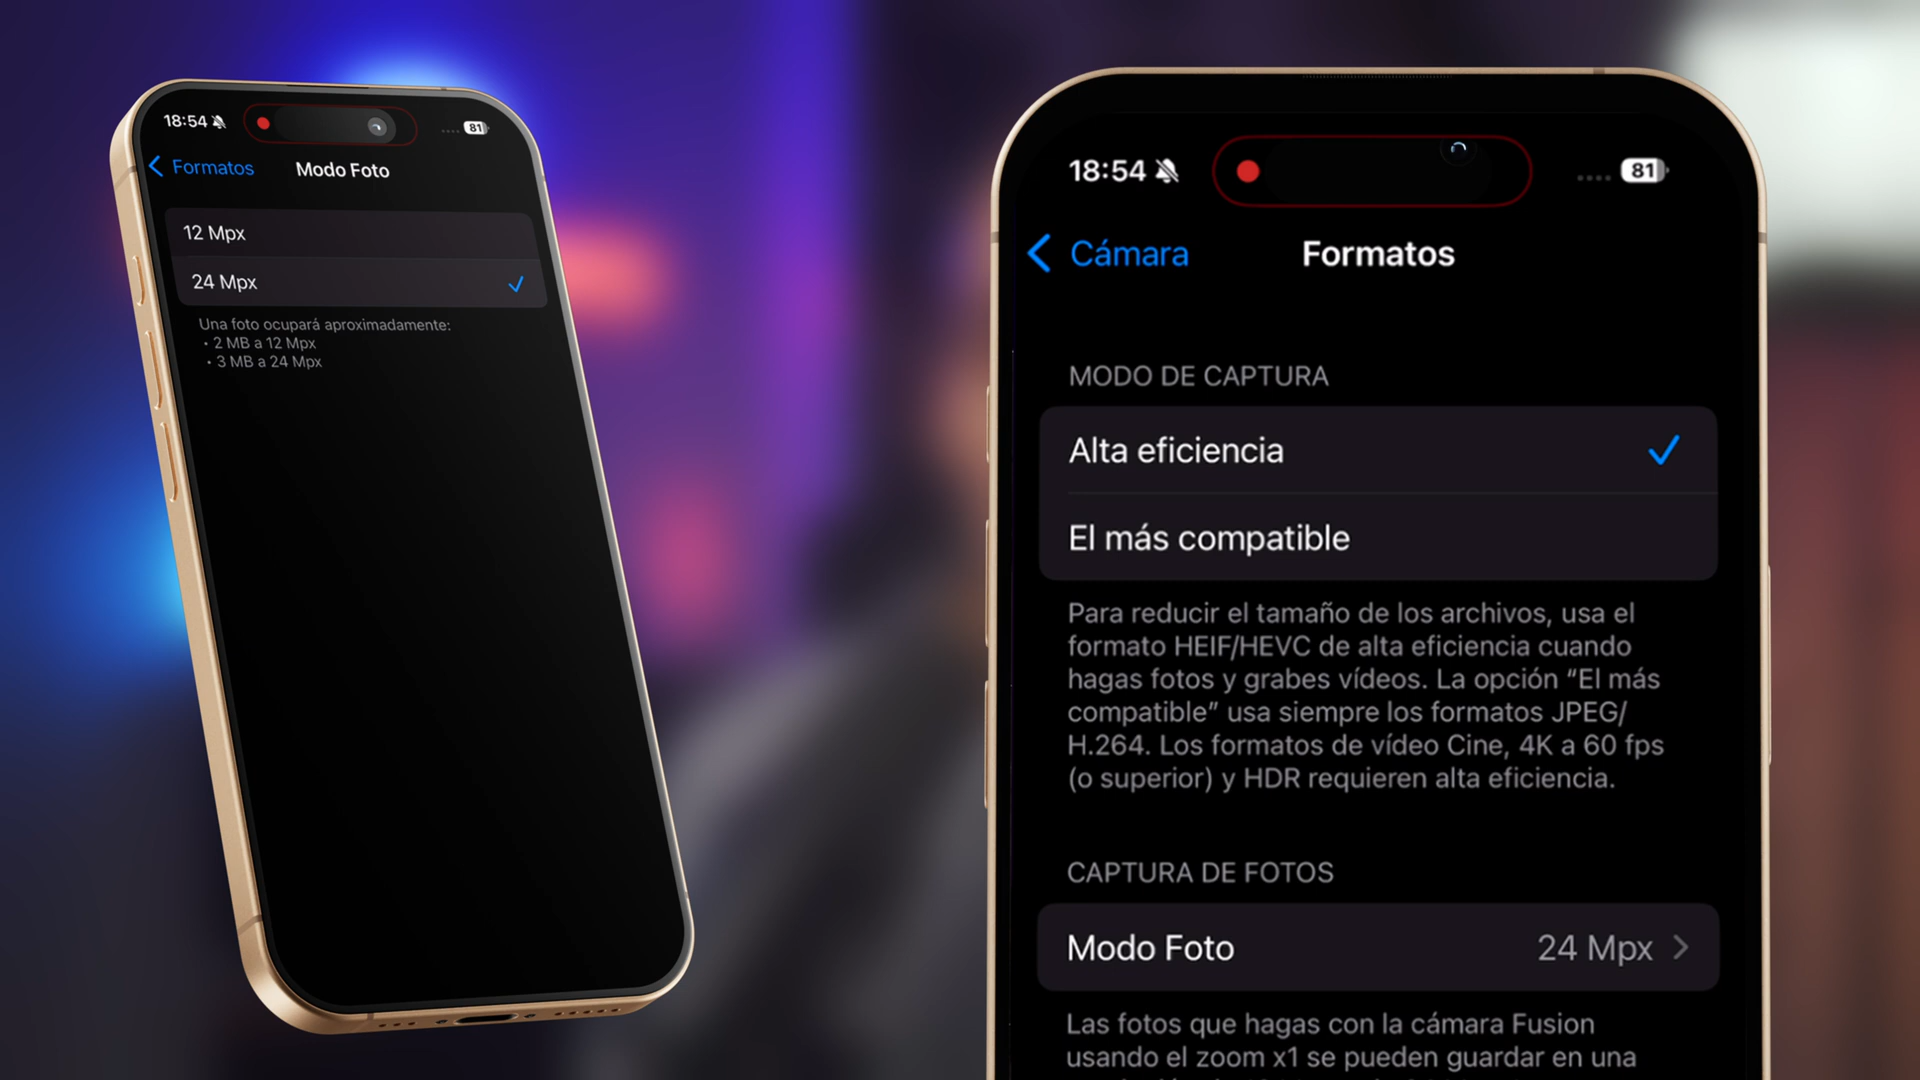 18:54
81
Formatos
Modo Foto
12 Mpx
24 Mpx
Una foto ocupará aproximadamente:
• 2 MB a 12 Mpx
• 3 MB a 24 Mpx
18:54
81
Cámara
Formatos
MODO DE CAPTURA
Alta eficiencia
El más compatible
Para reducir el tamaño de los archivos, usa el
formato HEIF/HEVC de alta eficiencia cuando
hagas fotos y grabes vídeos. La opción “El más
compatible” usa siempre los formatos JPEG/
H.264. Los formatos de vídeo Cine, 4K a 60 fps
(o superior) y HDR requieren alta eficiencia.
CAPTURA DE FOTOS
Modo Foto
24 Mpx
Las fotos que hagas con la cámara Fusion
usando el zoom x1 se pueden guardar en una